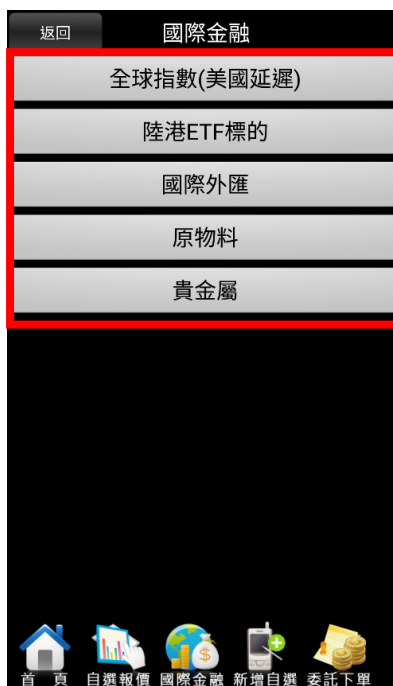 返回 國際金融
全球指數(美國延遲)
陸港ETF標的
國際外匯
原物料
貴金屬
首 頁 自選報價 國際金融 新增自選 委託下單